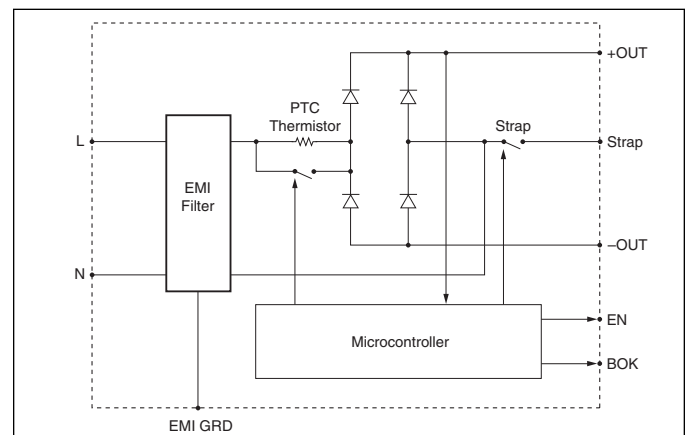 +OUT
PTC
Thermistor
Strap
L
Strap
EMI
Filter
N
–OUT
EN
Microcontroller
BOK
EMI GRD